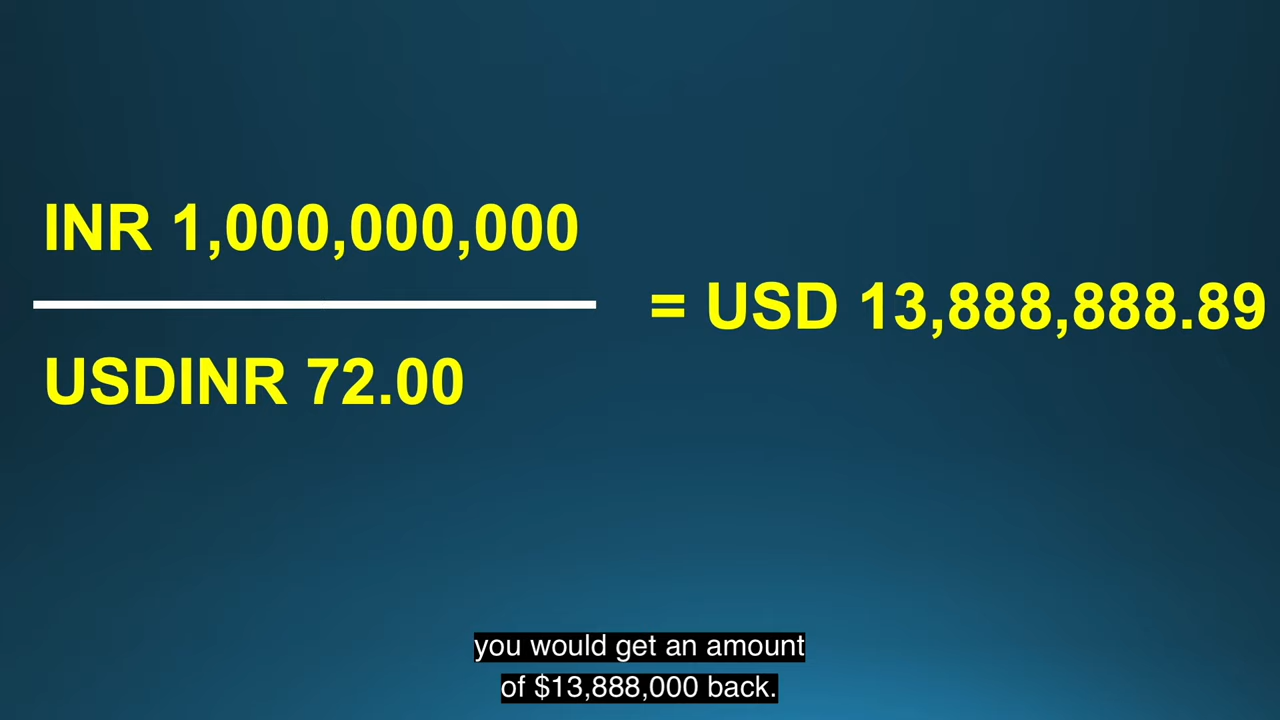 INR 1,000,000,000
= USD 13,888,888.89
USDINR 72.00
you would get an amount
of $13,888,000 back.